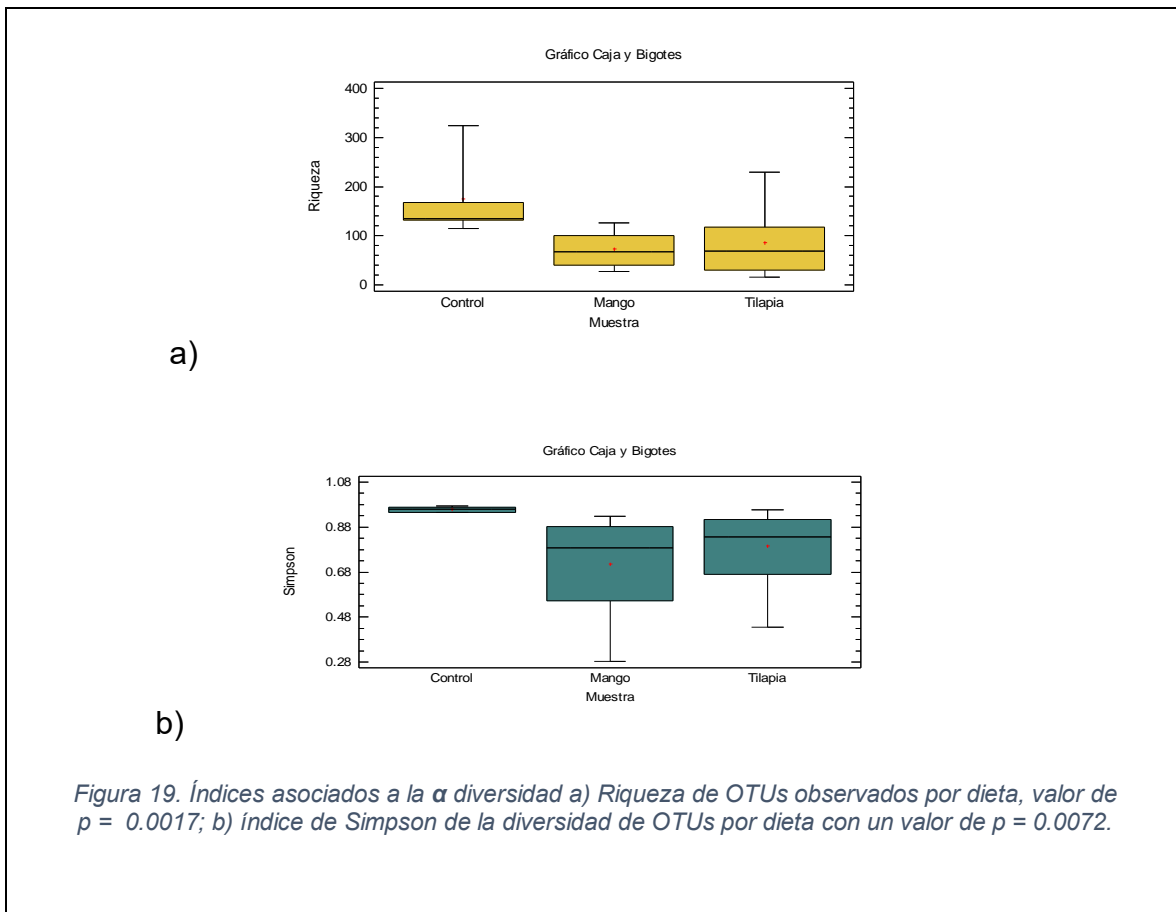 Gráfico Caja y Bigotes
400
300
200
100
0
Riqueza
Control Mango Tilapia
Muestra
a)
Gráfico Caja y Bigotes
1.08
0.88
0.68
0.48
0.28
Simpson
Control Mango Tilapia
Muestra
b)
Figura 19. Índices asociados a la α diversidad a) Riqueza de OTUs observados por dieta, valor de
p = 0.0017; b) índice de Simpson de la diversidad de OTUs por dieta con un valor de p = 0.0072.